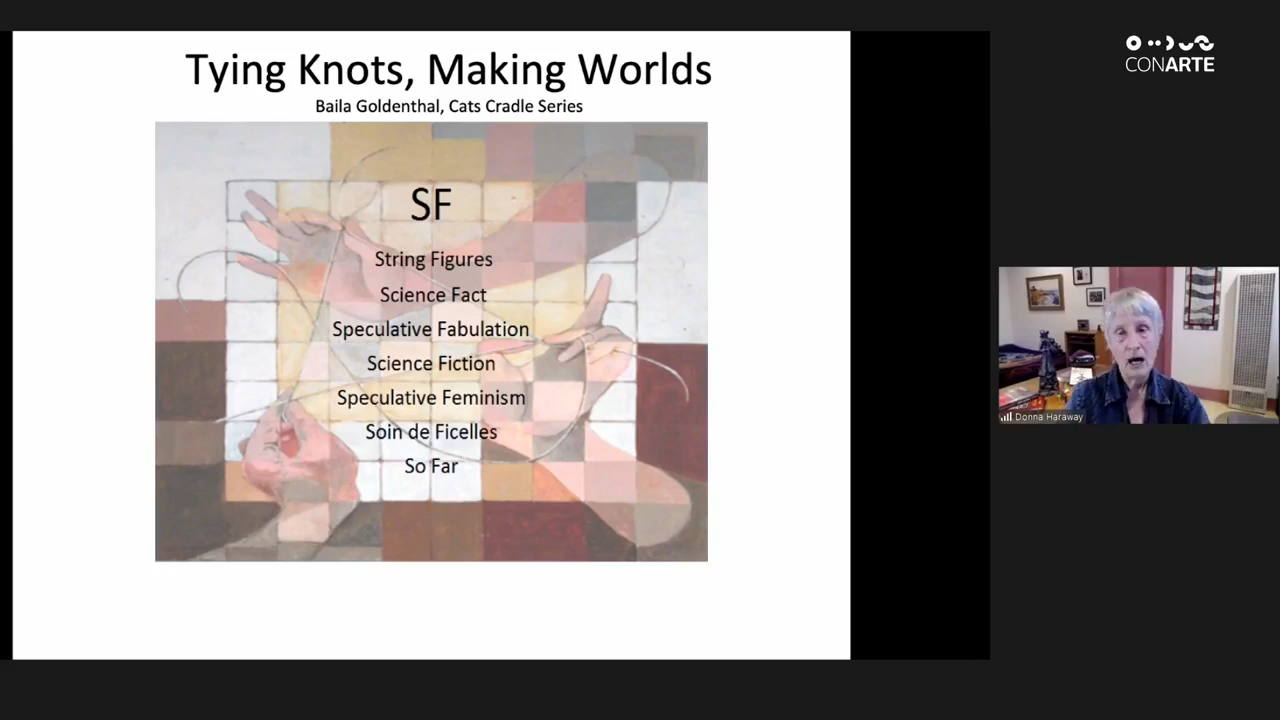 Tying Knots, Making Worlds
Baila Goldenthal, Cats Cradle Series
SF
String Figures
Science Fact
Speculative Fabulation
Science Fiction
Speculative Feminism
Soin de Ficelles
So Far
CONARTE
Donna Haraway